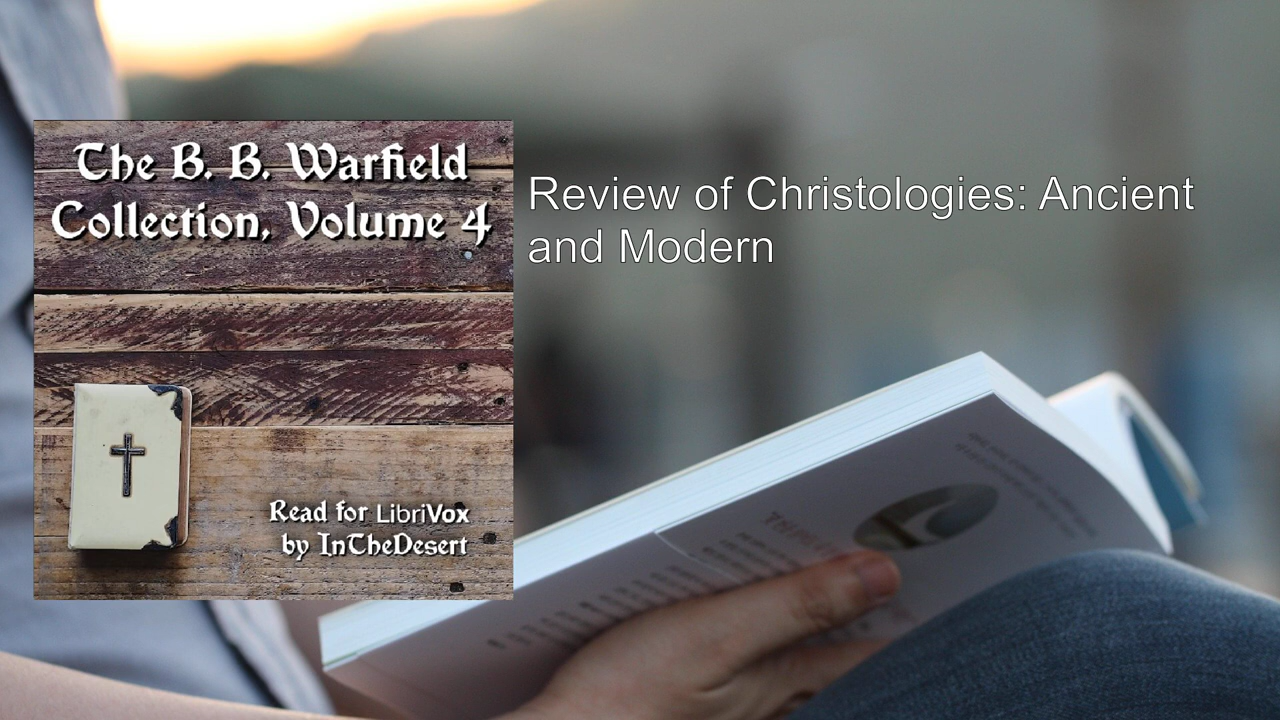 The B. B. Warfield
Collection, Volume 4
Read for LibriVox
by InTheDesert
Review of Christologies: Ancient
and Modern